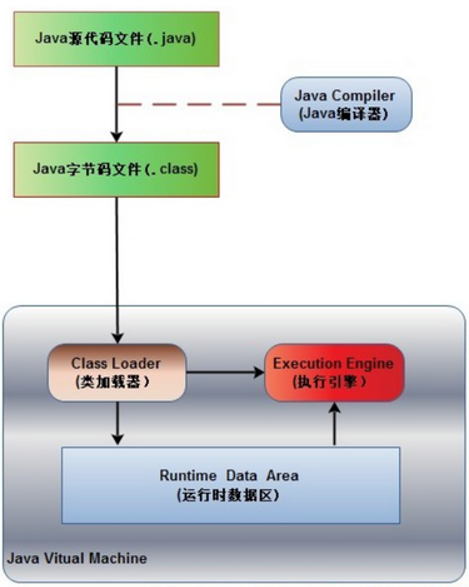 Java源代码文件(.java)
Java Compiler
(Java编译器)
Java字节码文件(.class)
Class Loader
(类加载器)
Execution Engine
(执行引擎)
Runtime Data Area
(运行时数据区)
Java Vitual Machine